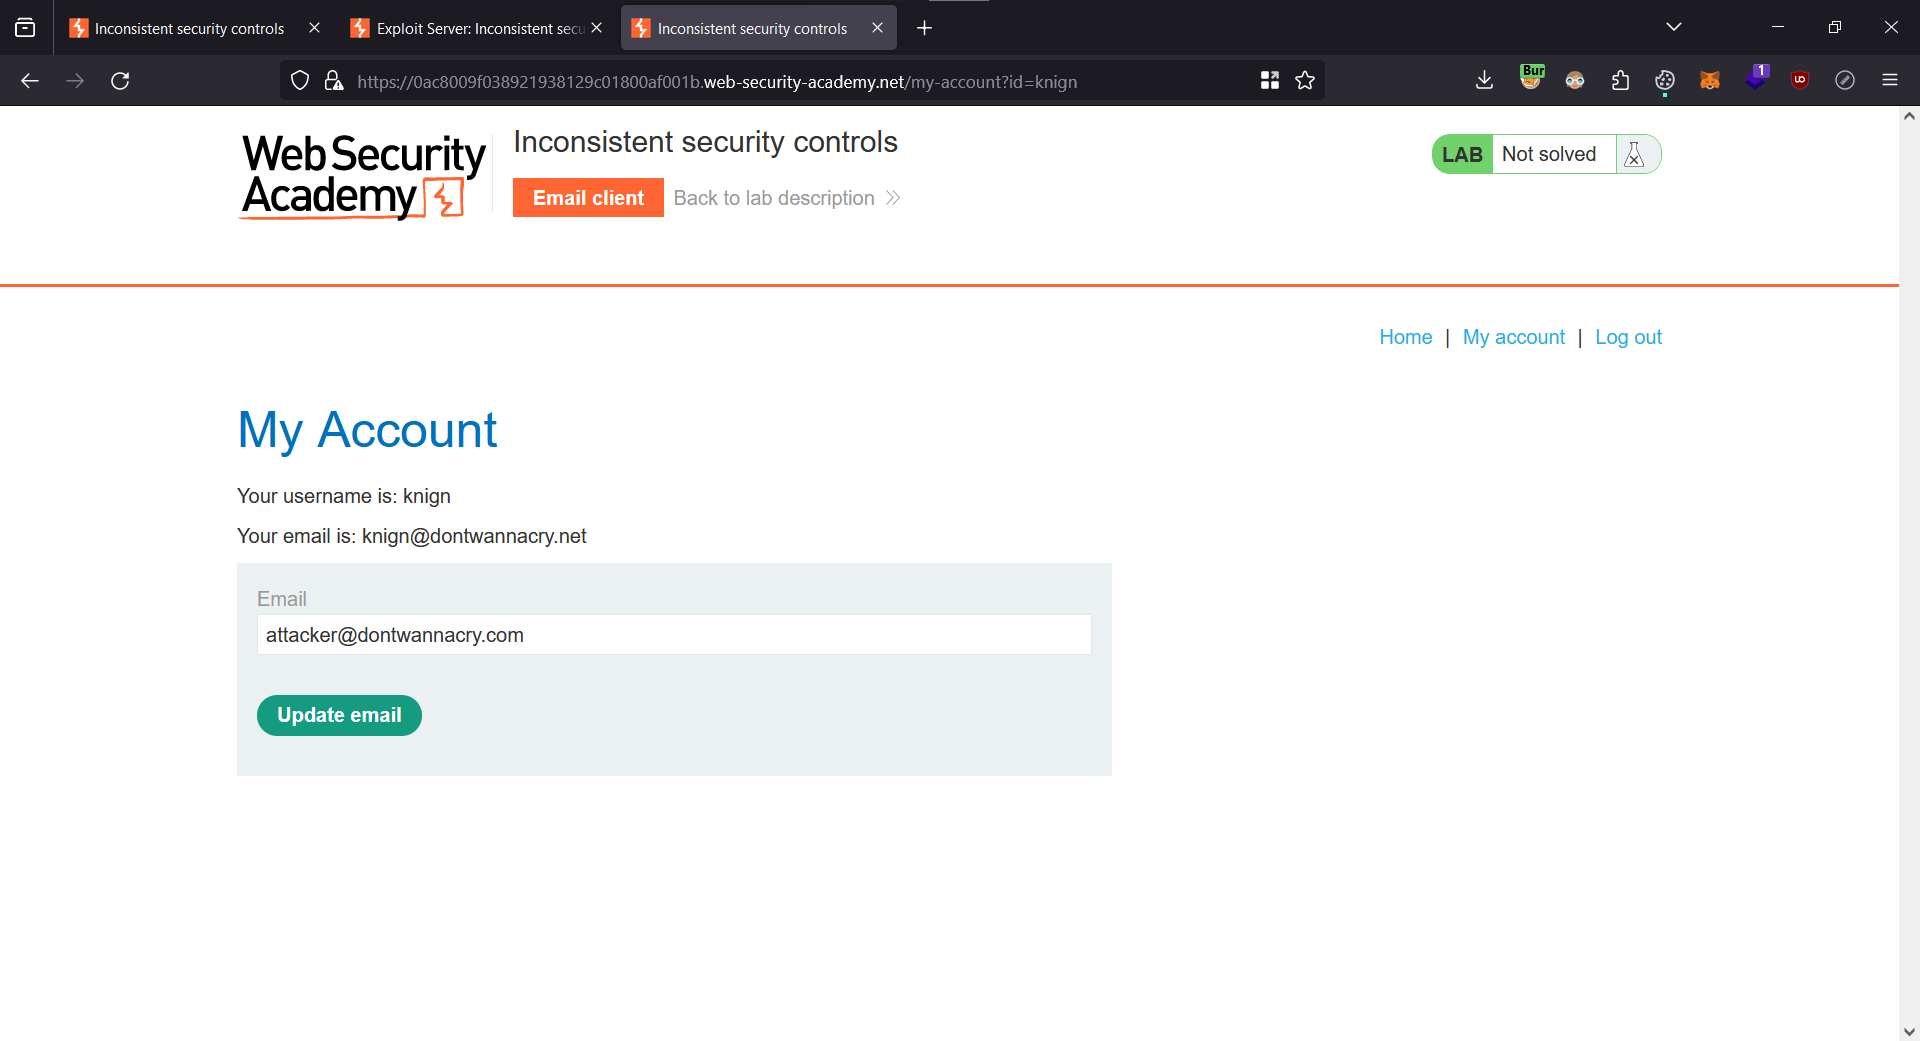 Inconsistent security controls
Exploit Server: Inconsistent secu
Inconsistent security controls
https://0ac8009f038921938129c01800af001b.web-security-academy.net/my-account?id=knign
Bur
1
WebSecurity
Academy
Inconsistent security controls
Email client
Back to lab description
LAB
Not solved
Home | My account | Log out
My Account
Your username is: knign
Your email is: knign@dontwannacry.net
Email
attacker@dontwannacry.com
Update email